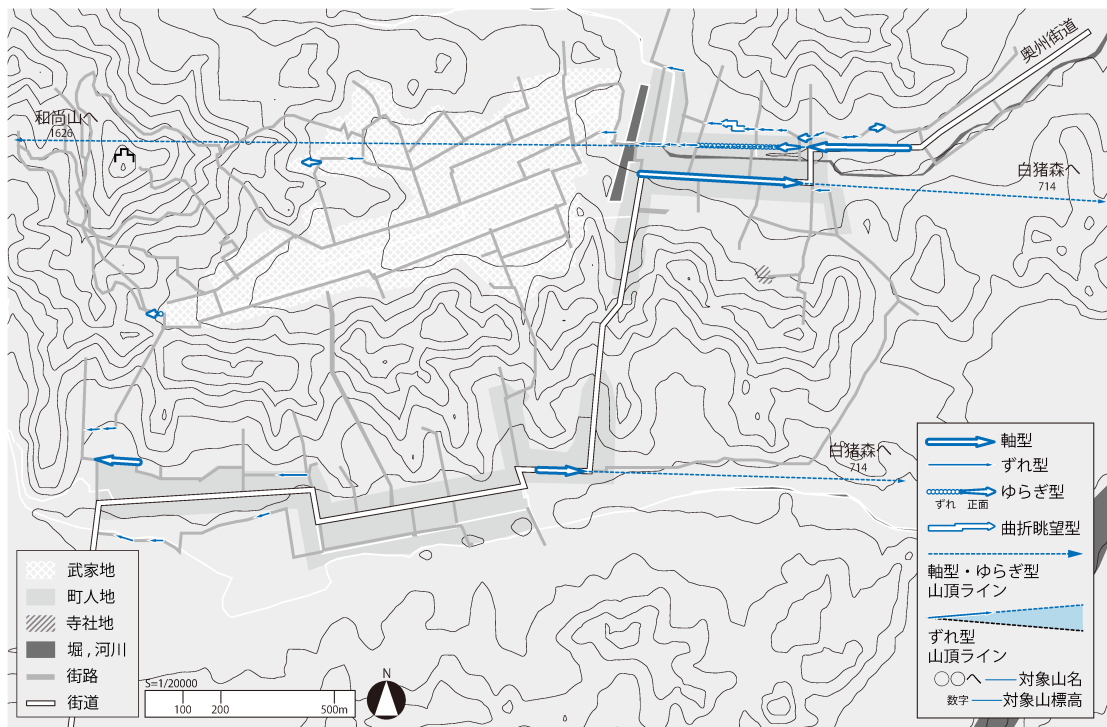 奥州街道
和尚山へ
1626
白猪森へ
714
白猪森へ
714
軸型
ずれ型
ゆらぎ型
ずれ 正面
曲折眺望型
軸型・ゆらぎ型
山頂ライン
ずれ型
山頂ライン
○○へ 対象山名
数字 対象山標高
武家地
町人地
寺社地
堀 , 河川
街路
街道
S=1/20000
100 200 500m
N